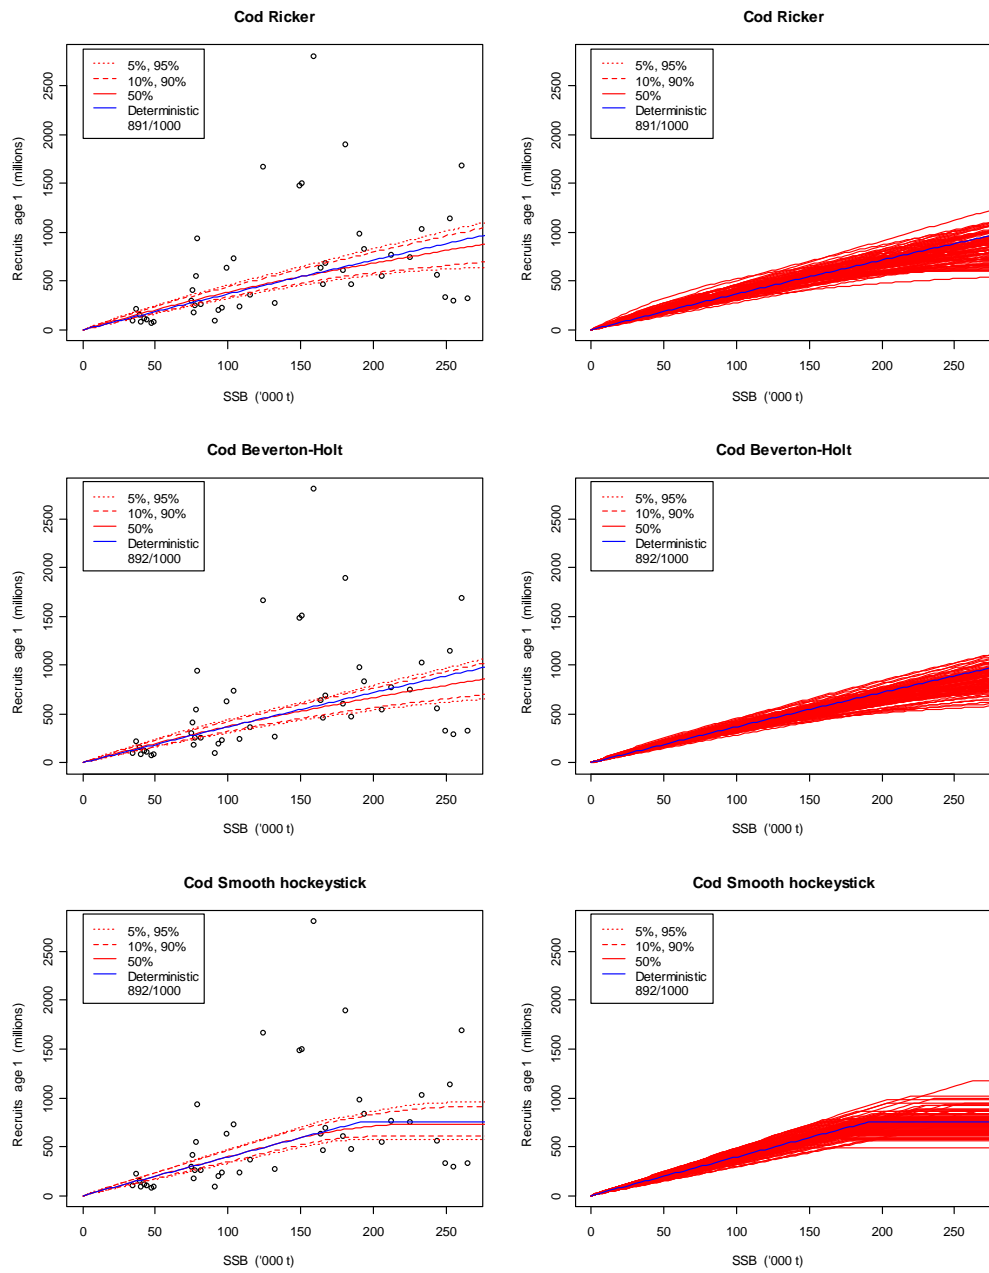 Cod Ricker
Recruits age 1 (millions)
2500
2000
1500
1000
500
0
5%, 95%
10%, 90%
50%
Deterministic
891/1000
0 50 100 150 200 250
SSB ('000 t)
Cod Ricker
Recruits age 1 (millions)
2500
2000
1500
1000
500
0
5%, 95%
10%, 90%
50%
Deterministic
891/1000
0 50 100 150 200 250
SSB ('000 t)
Cod Beverton-Holt
Recruits age 1 (millions)
2500
2000
1500
1000
500
0
5%, 95%
10%, 90%
50%
Deterministic
892/1000
0 50 100 150 200 250
SSB ('000 t)
Cod Beverton-Holt
Recruits age 1 (millions)
2500
2000
1500
1000
500
0
5%, 95%
10%, 90%
50%
Deterministic
892/1000
0 50 100 150 200 250
SSB ('000 t)
Cod Smooth hockeystick
Recruits age 1 (millions)
2500
2000
1500
1000
500
0
5%, 95%
10%, 90%
50%
Deterministic
892/1000
0 50 100 150 200 250
SSB ('000 t)
Cod Smooth hockeystick
Recruits age 1 (millions)
2500
2000
1500
1000
500
0
5%, 95%
10%, 90%
50%
Deterministic
892/1000
0 50 100 150 200 250
SSB ('000 t)